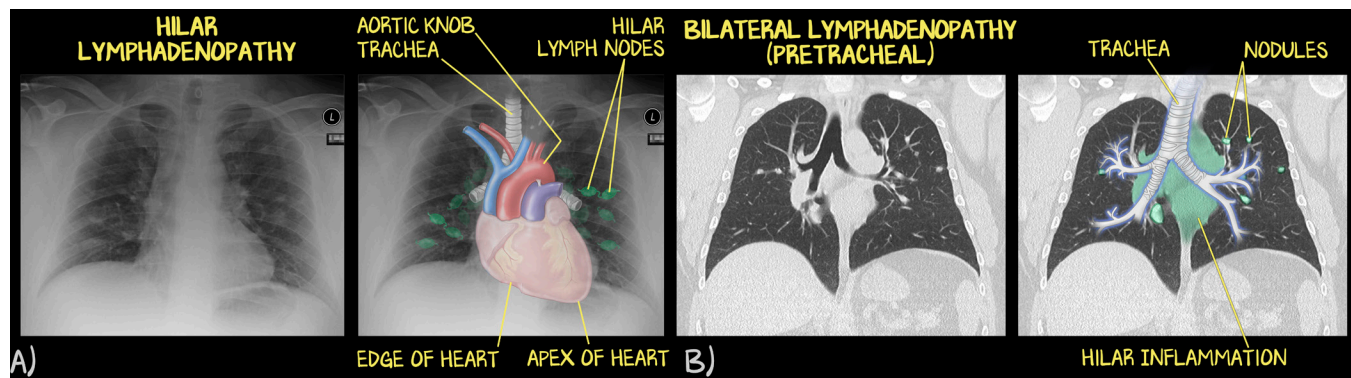 HILAR
LYMPHADENOPATHY
AORTIC KNOB
TRACHEA
HILAR
LYMPH NODES
L
L
EDGE OF HEART
APEX OF HEART
A)
BILATERAL LYMPHADENOPATHY
(PRETRACHEAL)
TRACHEA
NODULES
HILAR INFLAMMATION
B)